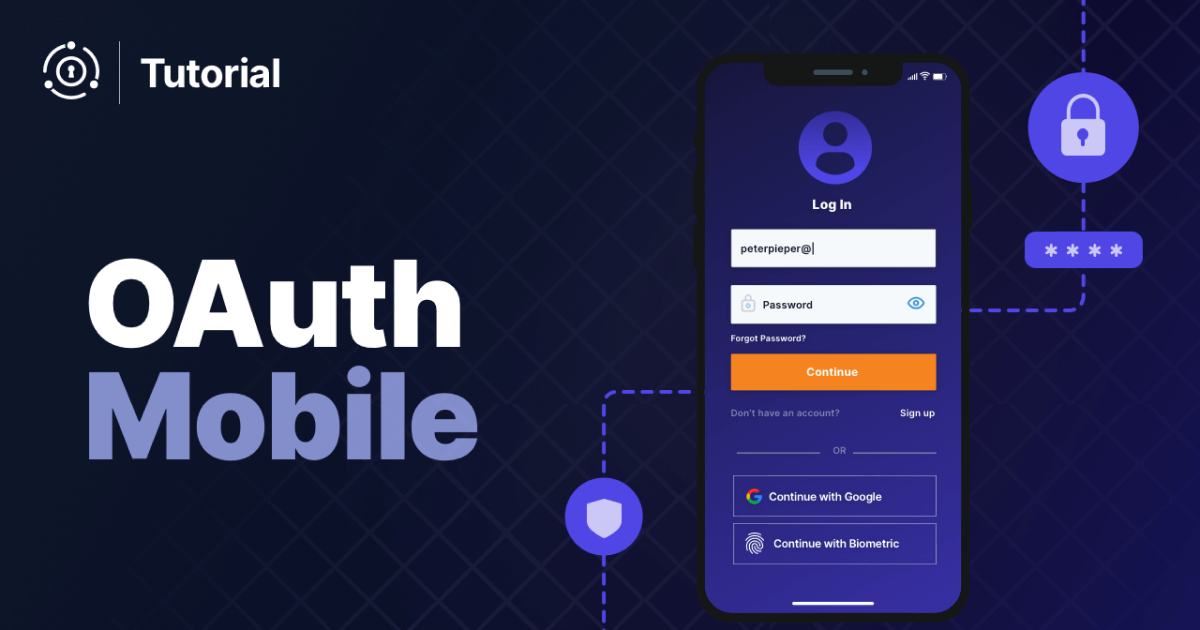 Tutorial
OAuth
Mobile
Log In
peterpieper@
Password
Forgot Password?
Continue
Don't have an account? Sign up
OR
Continue with Google
Continue with Biometric
* * * *